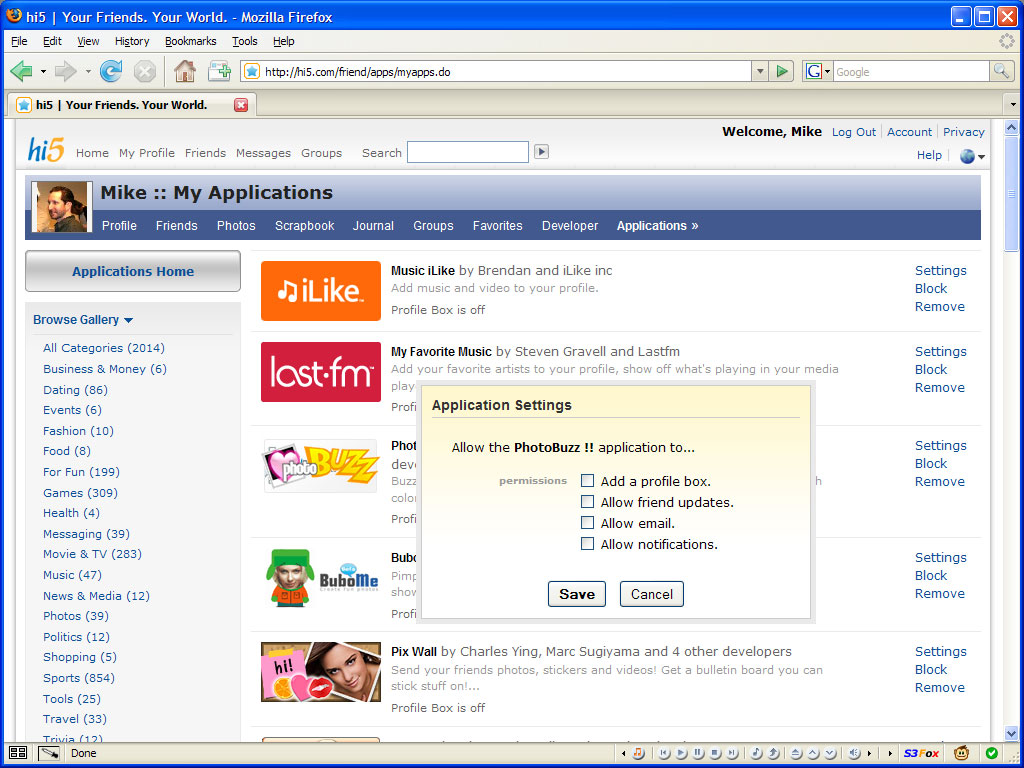 hi5 | Your Friends. Your World. - Mozilla Firefox
File Edit View History Bookmarks Tools Help
http://hi5.com/friend/apps/myapps.do
G Google
hi5 | Your Friends. Your World.
Welcome, Mike Log Out Account Privacy
hi5 Home My Profile Friends Messages Groups Search
Help
Mike :: My Applications
Profile Friends Photos Scrapbook Journal Groups Favorites Developer Applications »
Applications Home
Browse Gallery
All Categories (2014)
Business & Money (6)
Dating (86)
Events (6)
Fashion (10)
Food (8)
For Fun (199)
Games (309)
Health (4)
Messaging (39)
Movie & TV (283)
Music (47)
News & Media (12)
Photos (39)
Politics (12)
Shopping (5)
Sports (854)
Tools (25)
Travel (33)
Trivia (12)
iLike
Music iLike by Brendan and iLike inc
Add music and video to your profile.
Profile Box is off
Settings
Block
Remove
last.fm
My Favorite Music by Steven Gravell and Lastfm
Add your favorite artists to your profile, show off what's playing in your media
play
Profi
Settings
Block
Remove
photo BUZZ
Phot
deve
Buzz
colo
Profi
Settings
Block
Remove
BuboMe
Create fun photos
Bubo
Pimp
show
Profi
Settings
Block
Remove
hi!
Pix Wall by Charles Ying, Marc Sugiyama and 4 other developers
Send your friends photos, stickers and videos! Get a bulletin board you can
stick stuff on!...
Profile Box is off
Settings
Block
Remove
Application Settings
Allow the PhotoBuzz !! application to...
permissions
Add a profile box.
Allow friend updates.
Allow email.
Allow notifications.
Save Cancel
Done
S3Fox